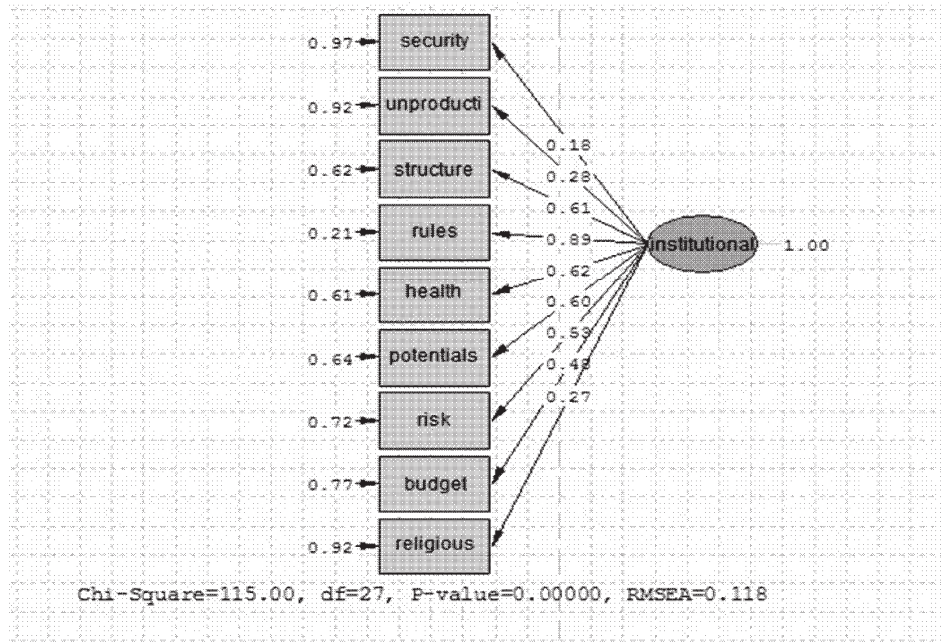 0.97 security
0.18
0.92 unproducti
0.28
0.62 structure
0.61
0.21 rules
0.89
institutional 1.00
0.61 health
0.62
0.64 potentials
0.60
0.72 risk
0.53
0.77 budget
0.48
0.92 religious
0.27
Chi-Square=115.00, df=27, P-value=0.00000, RMSEA=0.118